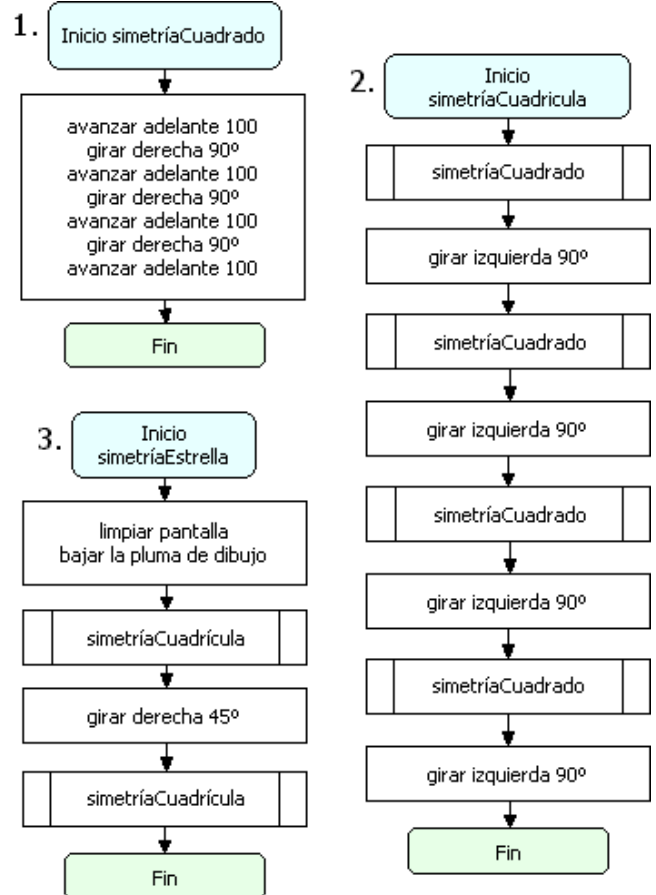 1.
Inicio simetríaCuadrado
avanzar adelante 100
girar derecha 90º
avanzar adelante 100
girar derecha 90º
avanzar adelante 100
girar derecha 90º
avanzar adelante 100
Fin
2.
Inicio
simetríaCuadricula
simetríaCuadrado
girar izquierda 90º
simetríaCuadrado
girar izquierda 90º
simetríaCuadrado
girar izquierda 90º
simetríaCuadrado
girar izquierda 90º
Fin
3.
Inicio
simetríaEstrella
limpiar pantalla
bajar la pluma de dibujo
simetríaCuadrícula
girar derecha 45º
simetríaCuadrícula
Fin